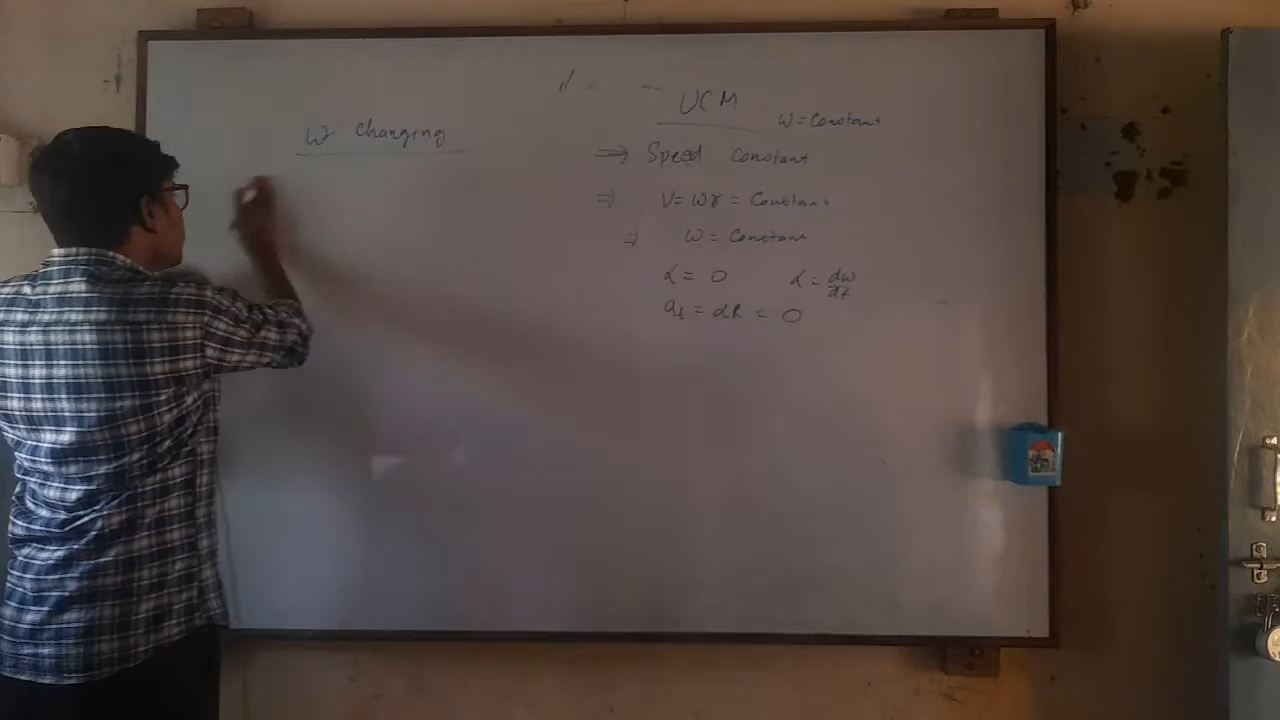 ω changing
UCM
ω = Constant
⇒ Speed Constant
⇒ V = ωr = Constant
⇒ ω = Constant
α = 0
α = dω/dt
at = αR = 0